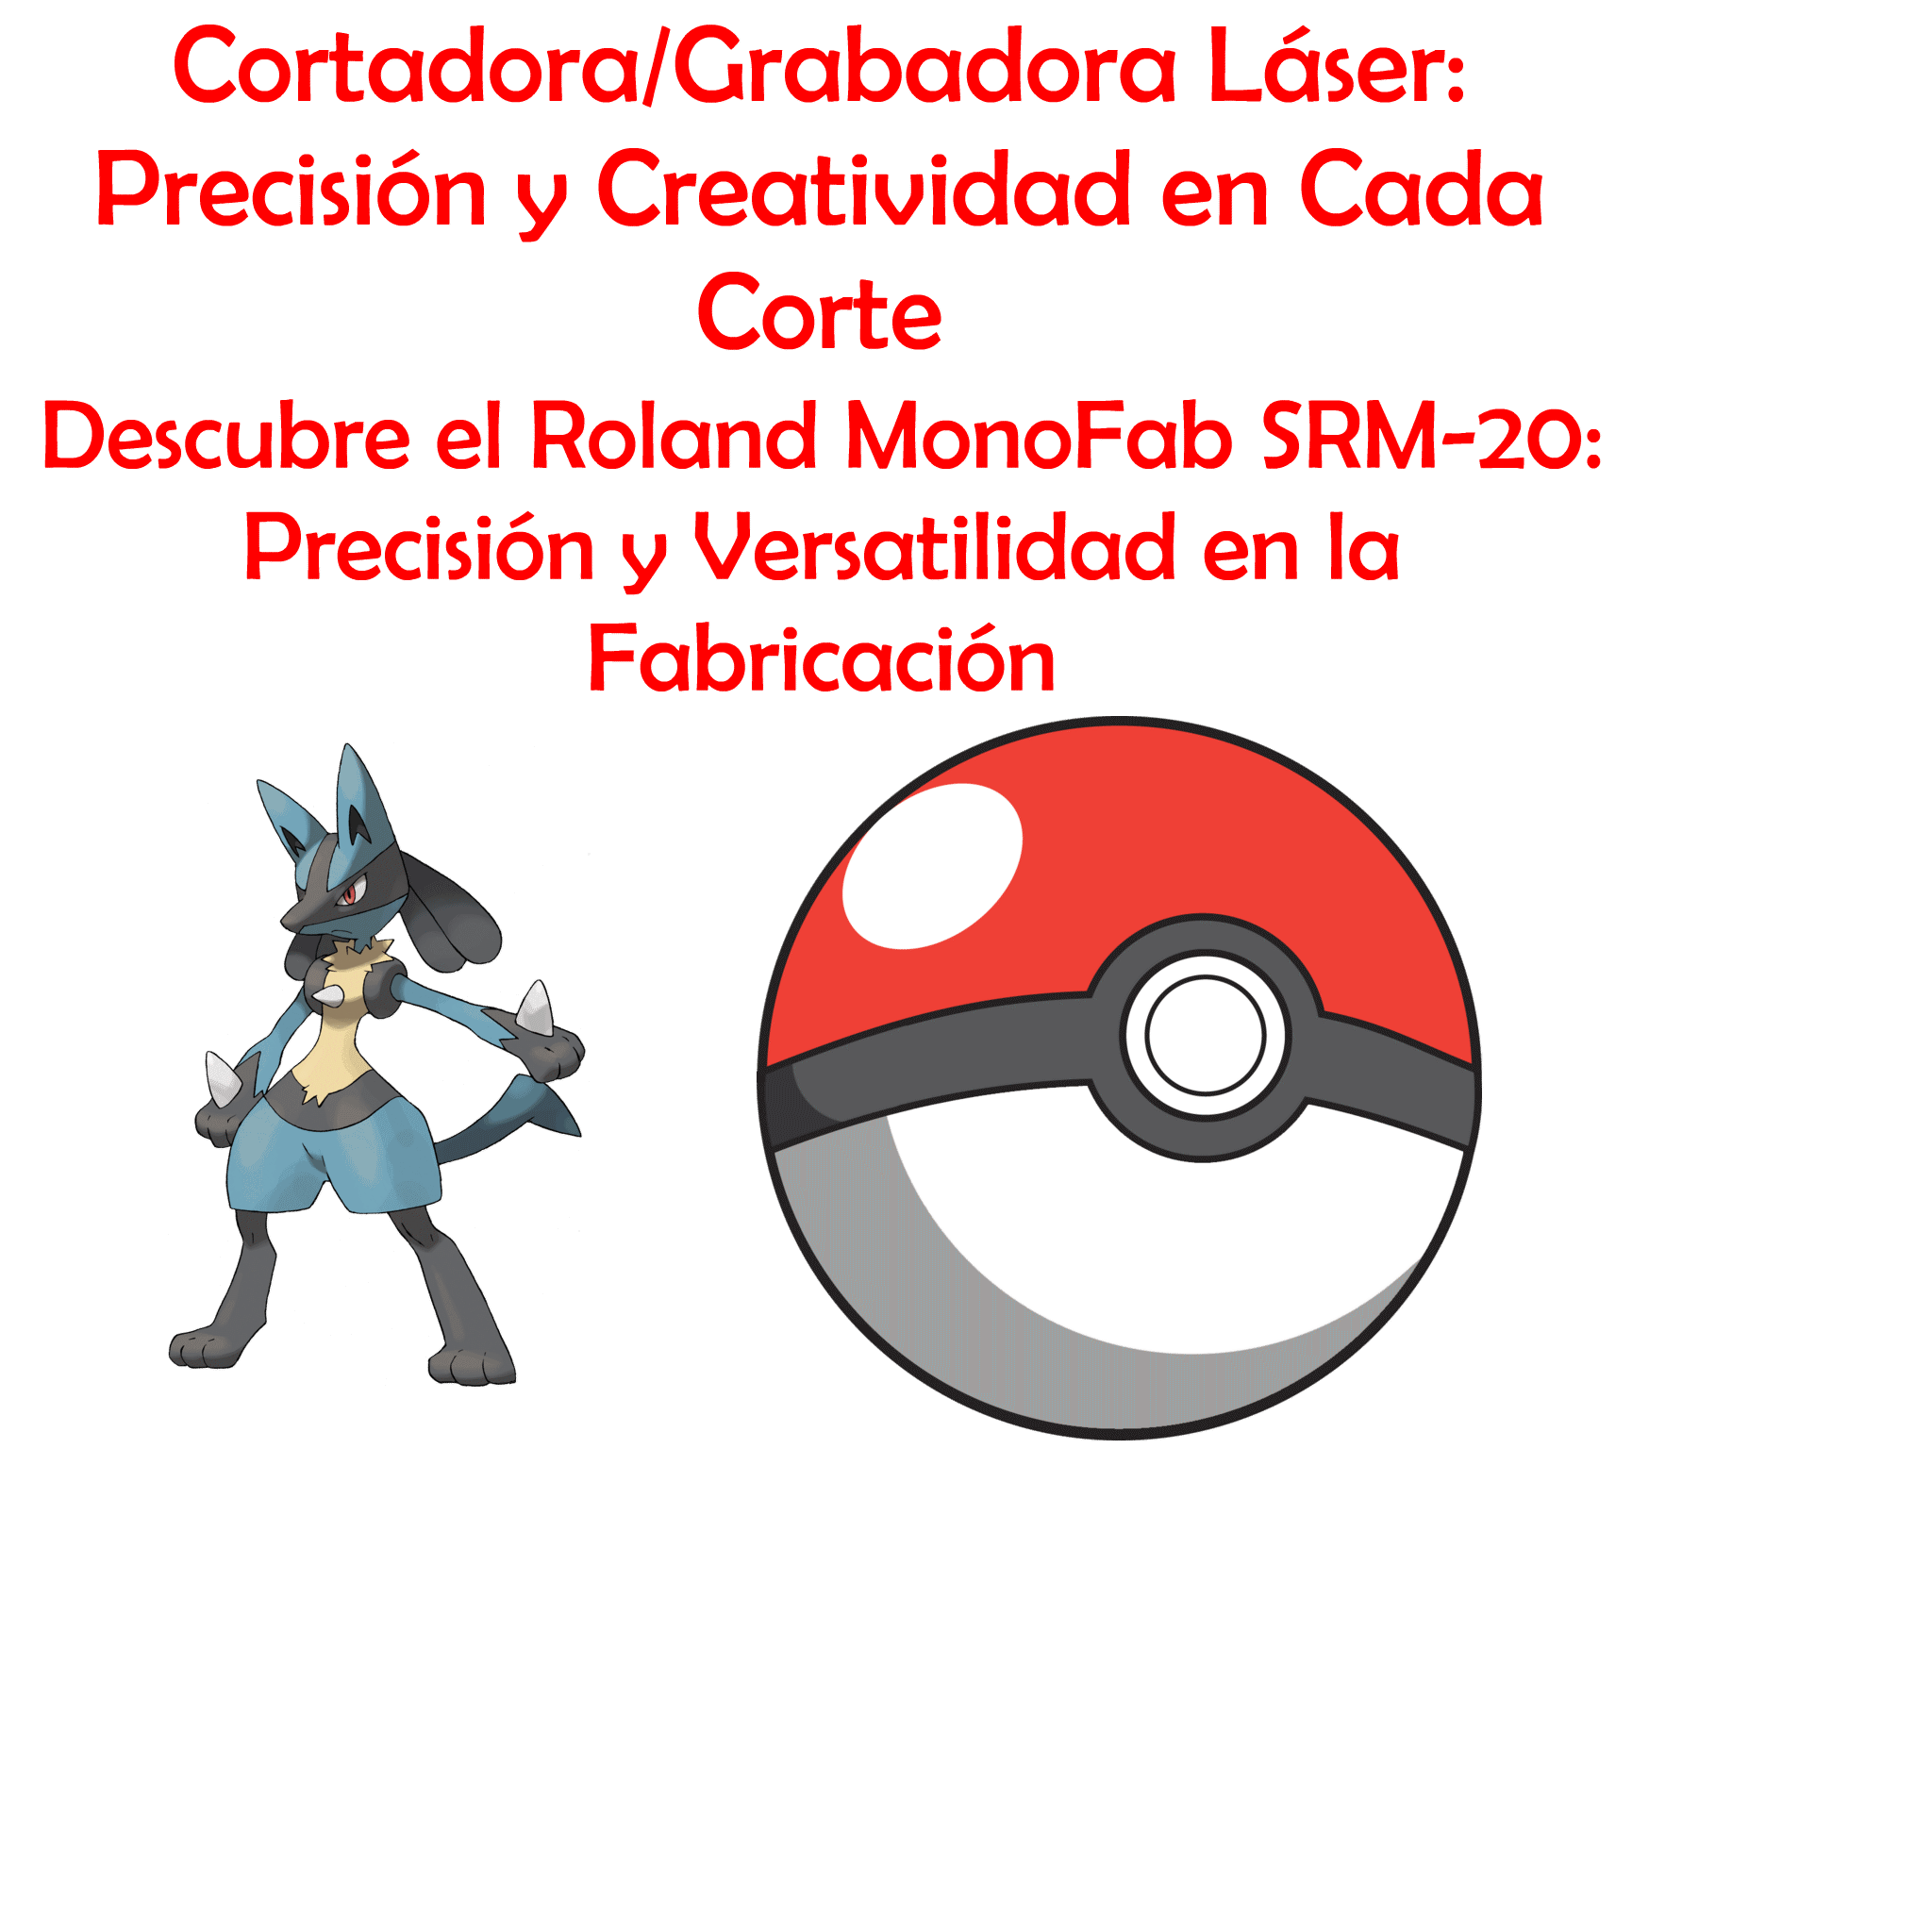 Cortadora/Grabadora Láser:
Precisión y Creatividad en Cada
Corte
Descubre el Roland MonoFab SRM-20:
Precisión y Versatilidad en la
Fabricación